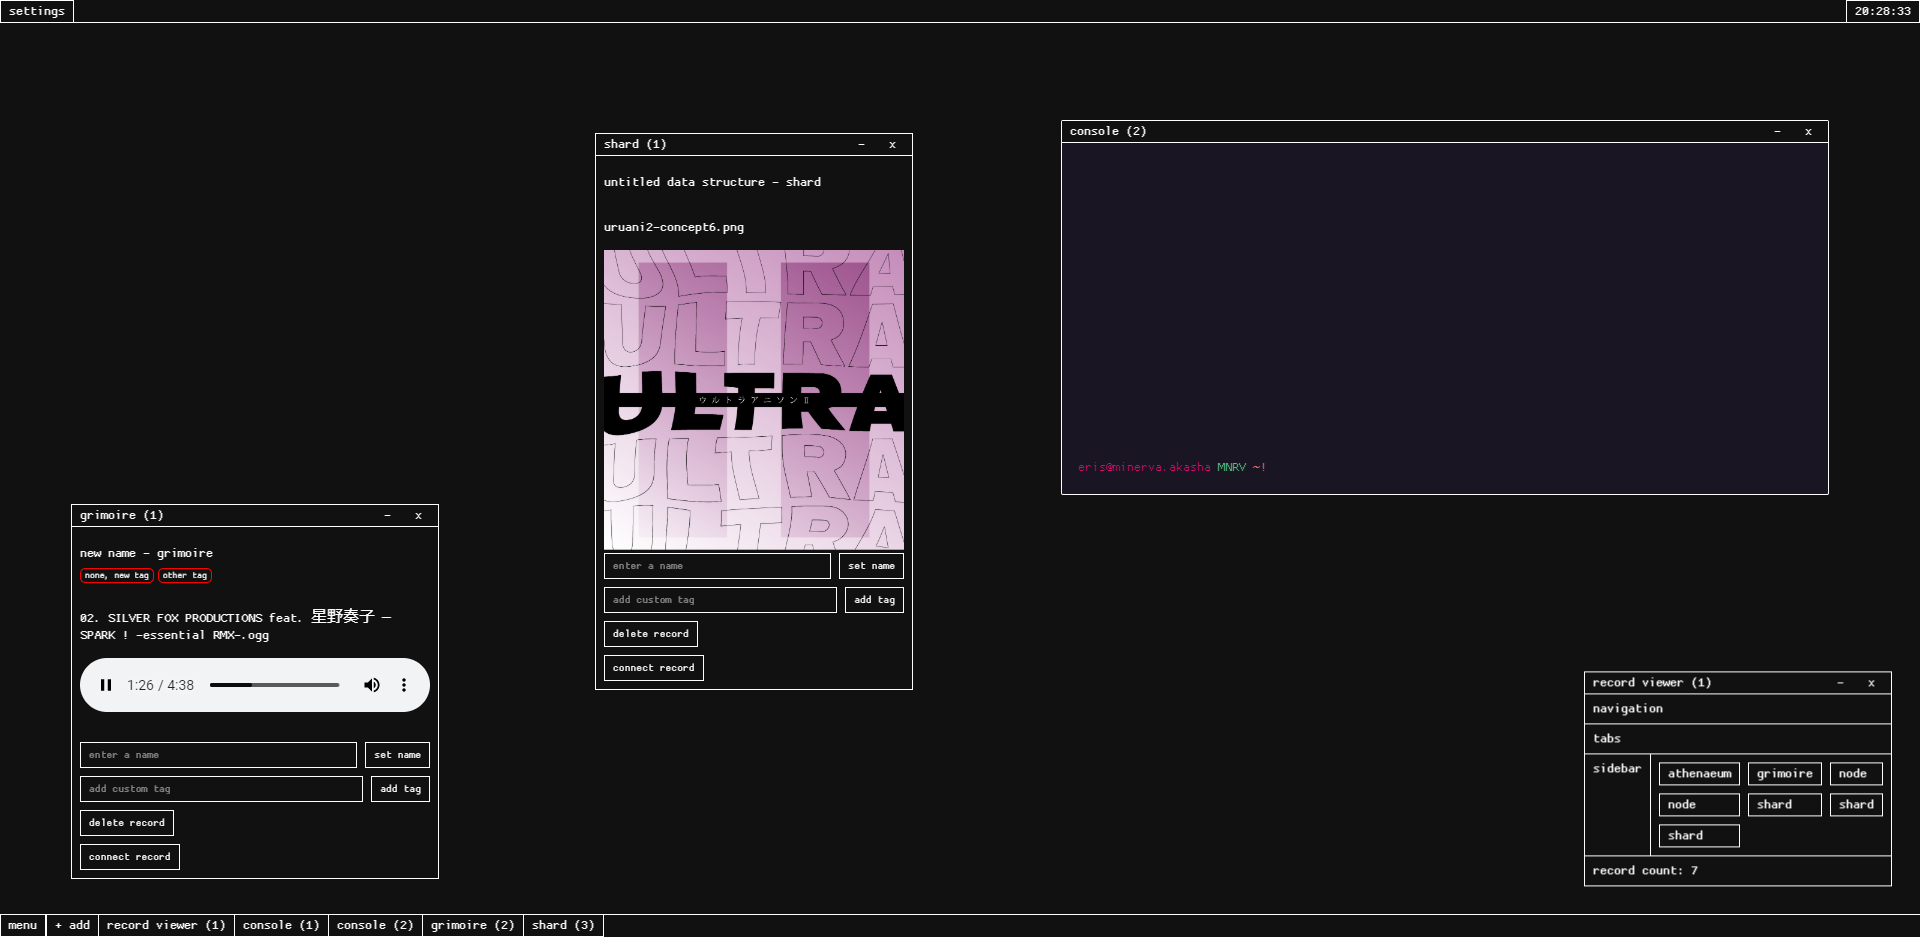 settings
20:28:33
shard (1)
- x
untitled data structure - shard
uruani2-concept6.png
ULTRA
ULTRA
ULTRA
ウルトラアニソンⅡ
ULTRA
ULTRA
enter a name
set name
add custom tag
add tag
delete record
connect record
console (2)
- x
eris@minerva.akasha MNRV ~!
grimoire (1)
- x
new name - grimoire
none, new tag
other tag
02. SILVER FOX PRODUCTIONS feat. 星野奏子 -
SPARK ! -essential RMX-.ogg
1:26 / 4:38
enter a name
set name
add custom tag
add tag
delete record
connect record
record viewer (1)
- x
navigation
tabs
sidebar
athenaeum grimoire node
node shard shard
shard
record count: 7
menu + add record viewer (1) console (1) console (2) grimoire (2) shard (3)